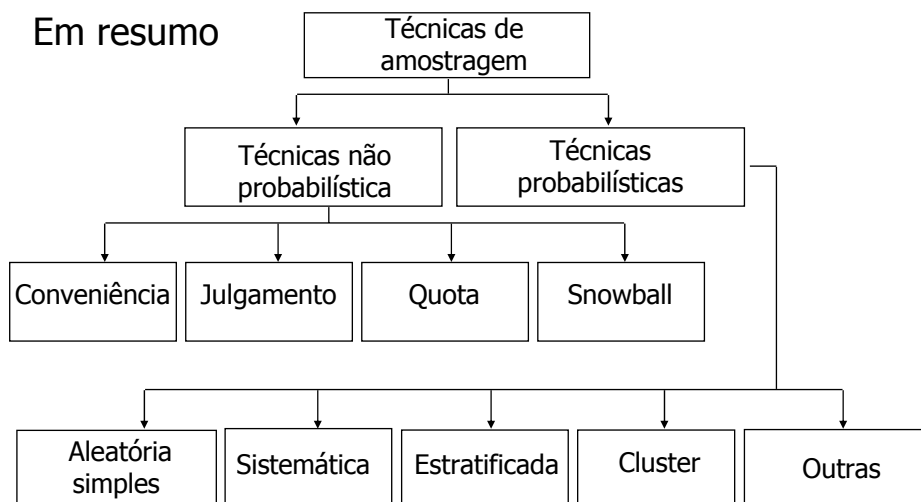 Em resumo
Técnicas de
amostragem
Técnicas não
probabilística
Técnicas
probabilísticas
Conveniência
Julgamento
Quota
Snowball
Aleatória
simples
Sistemática
Estratificada
Cluster
Outras